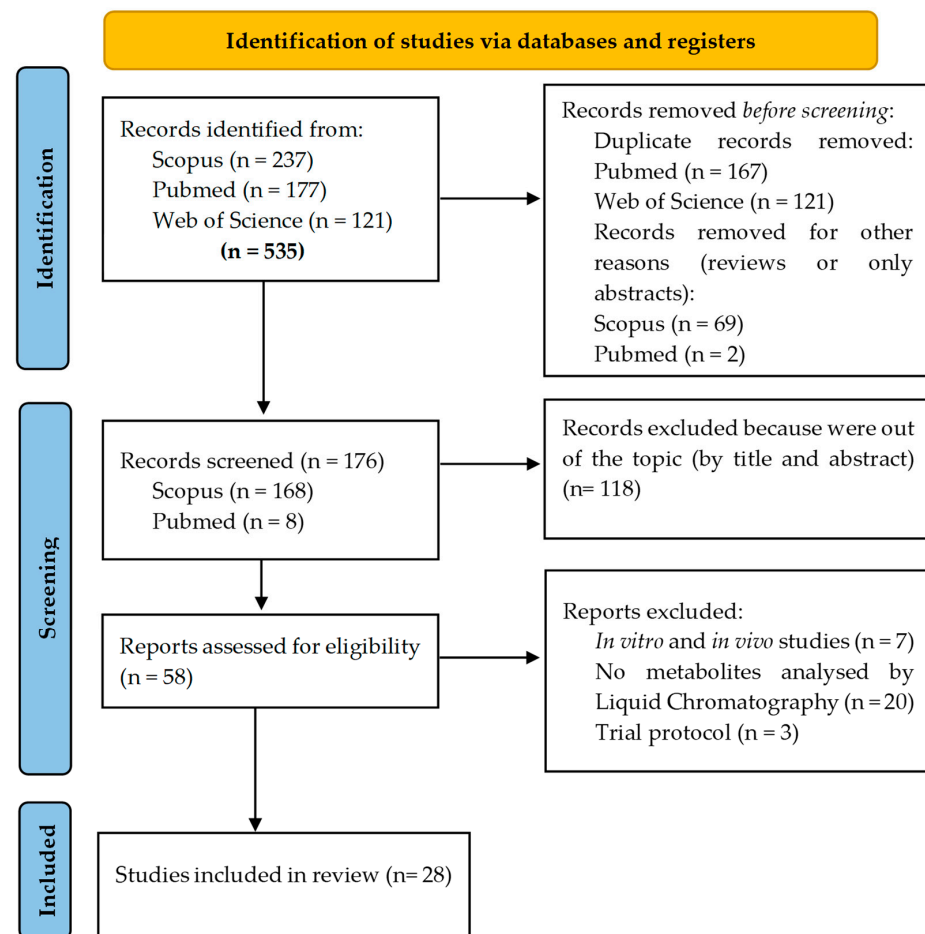 Identification of studies via databases and registers
Identification
Records identified from:
Scopus (n = 237)
Pubmed (n = 177)
Web of Science (n = 121)
(n = 535)
Records removed before screening:
Duplicate records removed:
Pubmed (n = 167)
Web of Science (n = 121)
Records removed for other
reasons (reviews or only
abstracts):
Scopus (n = 69)
Pubmed (n = 2)
Screening
Records screened (n = 176)
Scopus (n = 168)
Pubmed (n = 8)
Records excluded because were out
of the topic (by title and abstract)
(n= 118)
Reports assessed for eligibility
(n = 58)
Reports excluded:
In vitro and in vivo studies (n = 7)
No metabolites analysed by
Liquid Chromatography (n = 20)
Trial protocol (n = 3)
Included
Studies included in review (n= 28)